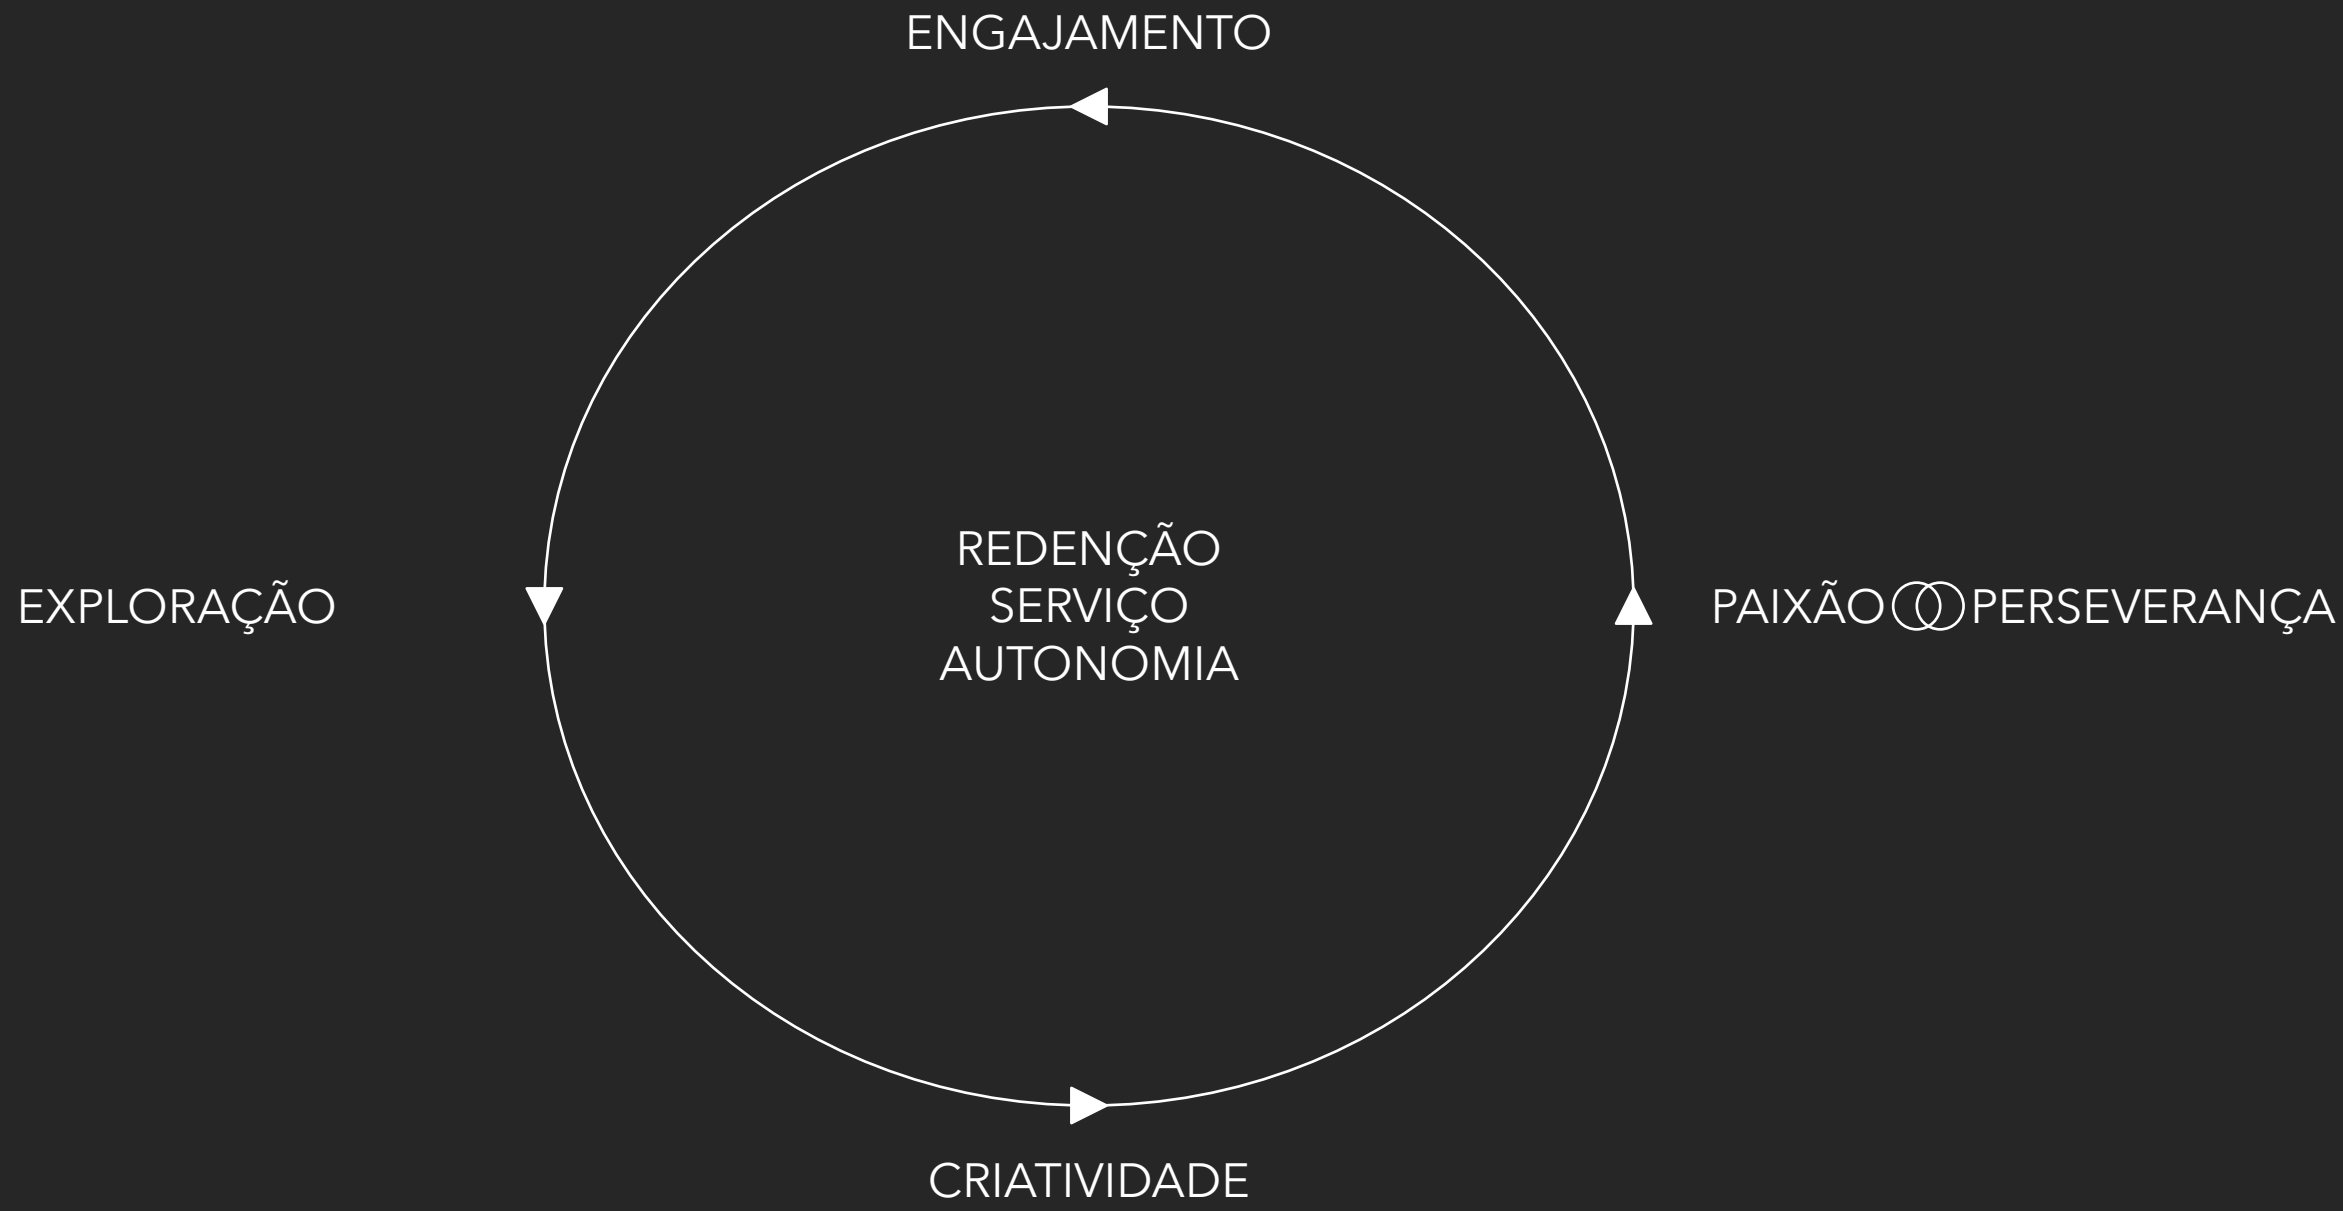 ENGAJAMENTO
REDENÇÃO
SERVIÇO
AUTONOMIA
EXPLORAÇÃO
PAIXÃO PERSEVERANÇA
CRIATIVIDADE